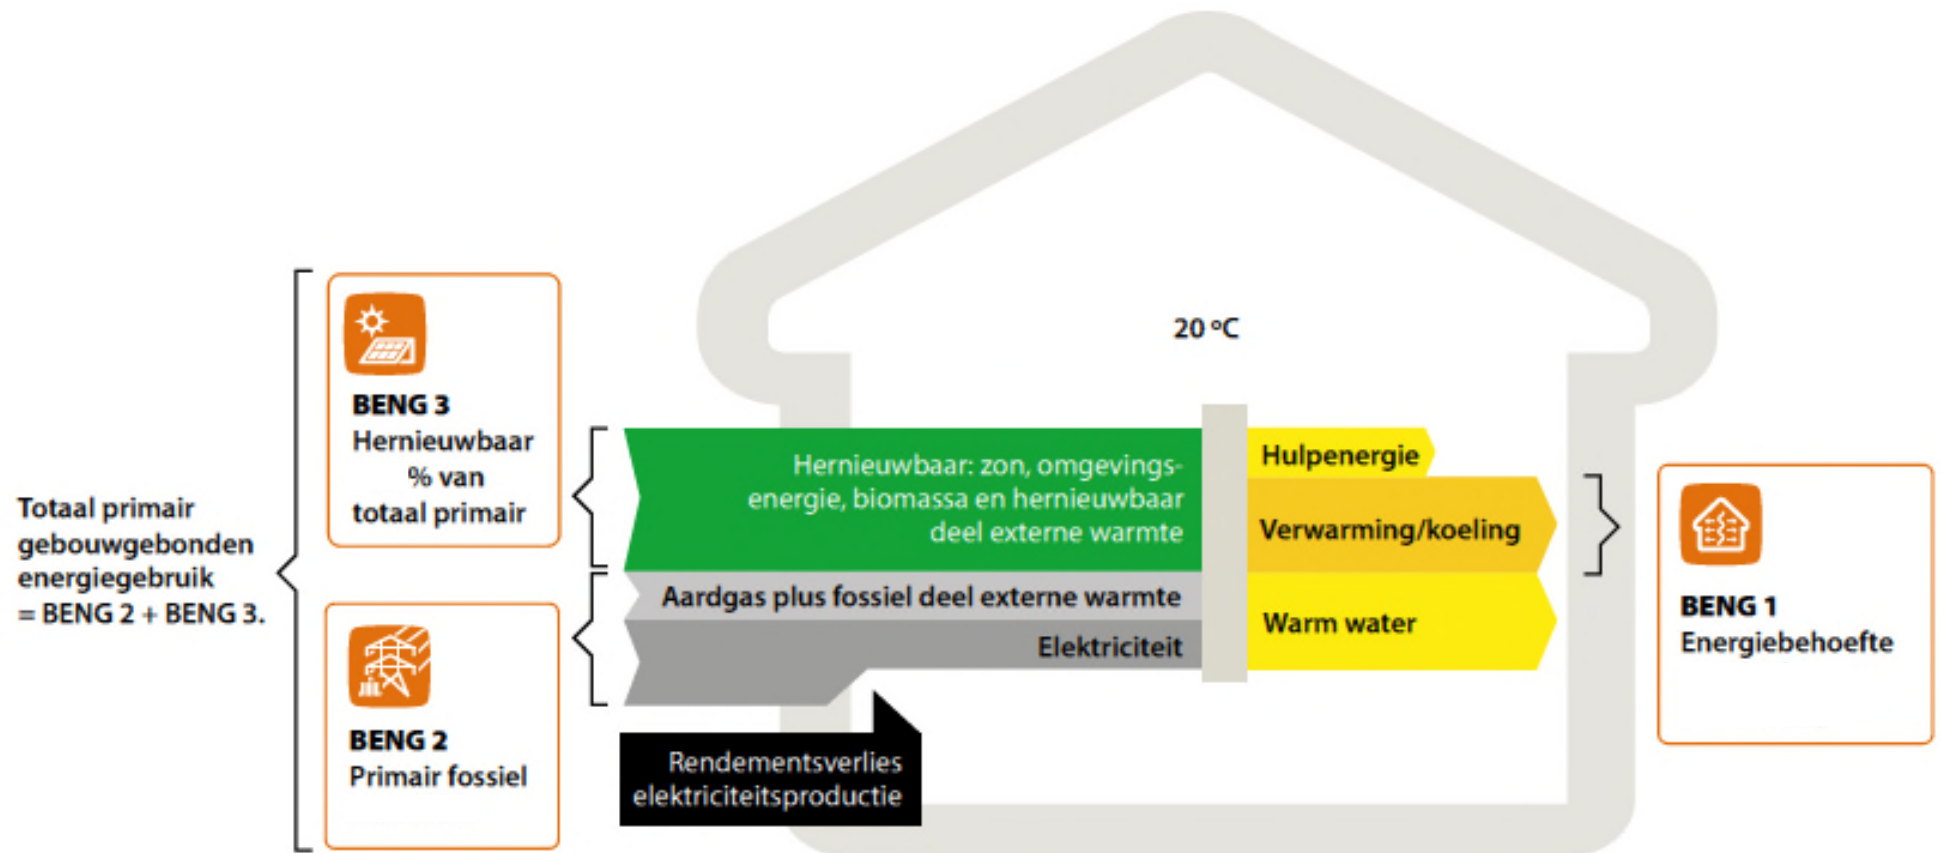 Totaal primair
gebouwgebonden
energiegebruik
= BENG 2 + BENG 3.
BENG 3
Hernieuwbaar
% van
totaal primair
BENG 2
Primair fossiel
20 °C
Hernieuwbaar: zon, omgevings-
energie, biomassa en hernieuwbaar
deel externe warmte
Aardgas plus fossiel deel externe warmte
Elektriciteit
Rendementsverlies
elektriciteitsproductie
Hulpenergie
Verwarming/koeling
Warm water
BENG 1
Energiebehoefte